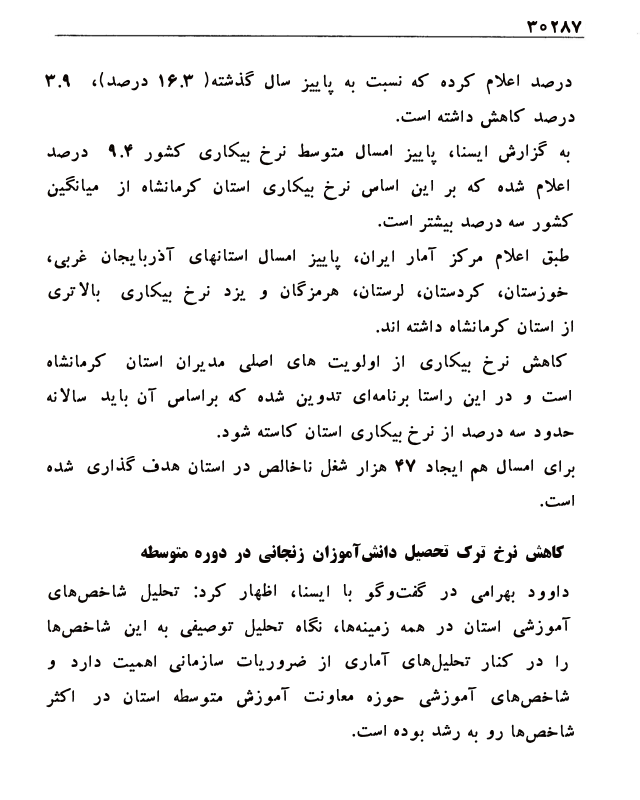 ۳۰۲۸۷
درصد اعلام کرده که نسبت به پاییز سال گذشته( ۱۶.۳ درصد)، ۳.۹
درصد کاهش داشته است.
به گزارش ایسنا، پاییز امسال متوسط نرخ بیکاری کشور ۹.۴ درصد
اعلام شده که بر این اساس نرخ بیکاری استان کرمانشاه از میانگین
کشور سه درصد بیشتر است.
طبق اعلام مرکز آمار ایران، پاییز امسال استانهای آذربایجان غربی،
خوزستان، کردستان، لرستان، هرمزگان و یزد نرخ بیکاری بالاتری
از استان کرمانشاه داشته اند.
کاهش نرخ بیکاری از اولویت های اصلی مدیران استان کرمانشاه
است و در این راستا برنامه‌ای تدوین شده که براساس آن باید سالانه
حدود سه درصد از نرخ بیکاری استان کاسته شود.
برای امسال هم ایجاد ۴۷ هزار شغل ناخالص در استان هدف گذاری شده
است.
کاهش نرخ ترک تحصیل دانش‌آموزان زنجانی در دوره متوسطه
داوود بهرامی در گفت‌وگو با ایسنا، اظهار کرد: تحلیل شاخص‌های
آموزشی استان در همه زمینه‌ها، نگاه تحلیل توصیفی به این شاخص‌ها
را در کنار تحلیل‌های آماری از ضروریات سازمانی اهمیت دارد و
شاخص‌های آموزشی حوزه معاونت آموزش متوسطه استان در اکثر
شاخص‌ها رو به رشد بوده است.